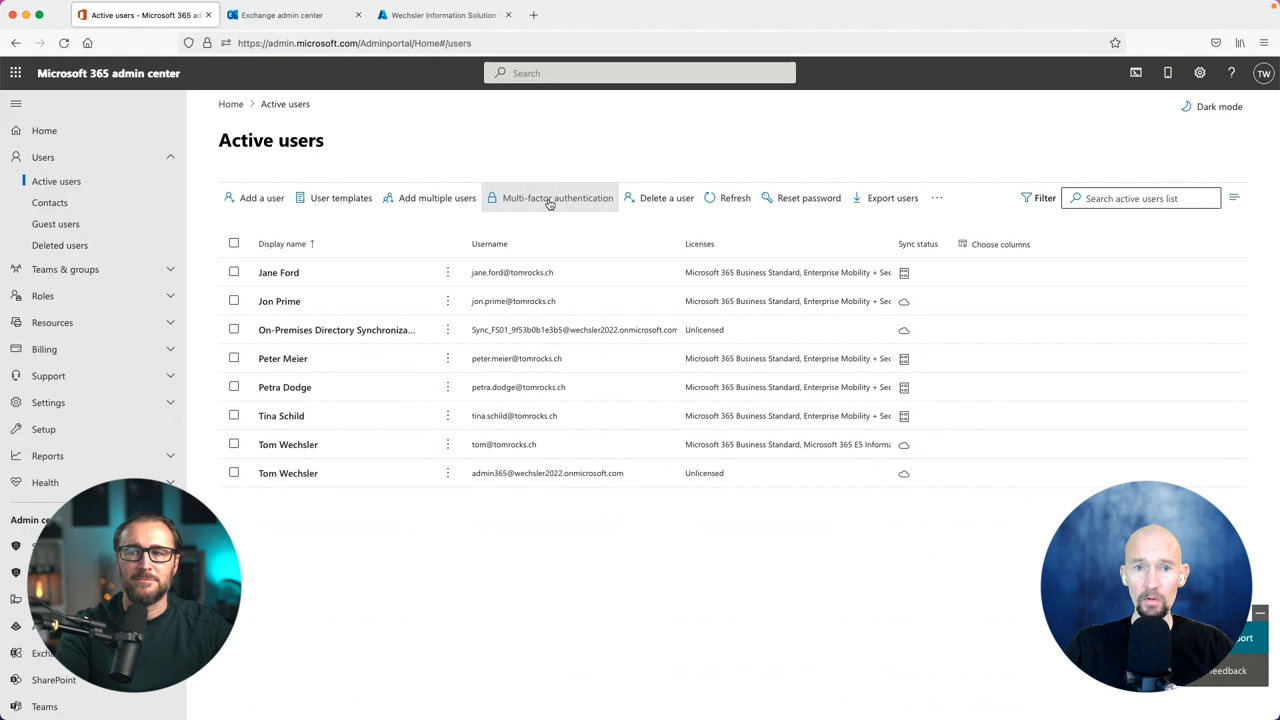 Active users - Microsoft 365 ad
Exchange admin center
Wechsler Information Solution -
https://admin.microsoft.com/Adminportal/Home#/users
Microsoft 365 admin center
Search
TW
Home > Active users
Dark mode
Active users
Add a user
User templates
Add multiple users
Multi-factor authentication
Delete a user
Refresh
Reset password
Export users
Filter
Search active users list
Display name ↑ Username Licenses Sync status Choose columns
Jane Ford jane.ford@tomrocks.ch Microsoft 365 Business Standard, Enterprise Mobility + Sec
Jon Prime jon.prime@tomrocks.ch Microsoft 365 Business Standard, Enterprise Mobility + Sec
On-Premises Directory Synchroniza... Sync_FS01_9f53b0b1e3b5@wechsler2022.onmicrosoft.com Unlicensed
Peter Meier peter.meier@tomrocks.ch Microsoft 365 Business Standard, Enterprise Mobility + Sec
Petra Dodge petra.dodge@tomrocks.ch Microsoft 365 Business Standard, Enterprise Mobility + Sec
Tina Schild tina.schild@tomrocks.ch Microsoft 365 Business Standard, Enterprise Mobility + Sec
Tom Wechsler tom@tomrocks.ch Microsoft 365 Business Standard, Microsoft 365 E5 Informa
Tom Wechsler admin365@wechsler2022.onmicrosoft.com Unlicensed
Home
Users
Active users
Contacts
Guest users
Deleted users
Teams & groups
Roles
Resources
Billing
Support
Settings
Setup
Reports
Health
Admin ce
Exch
SharePoint
Teams
ort
feedback